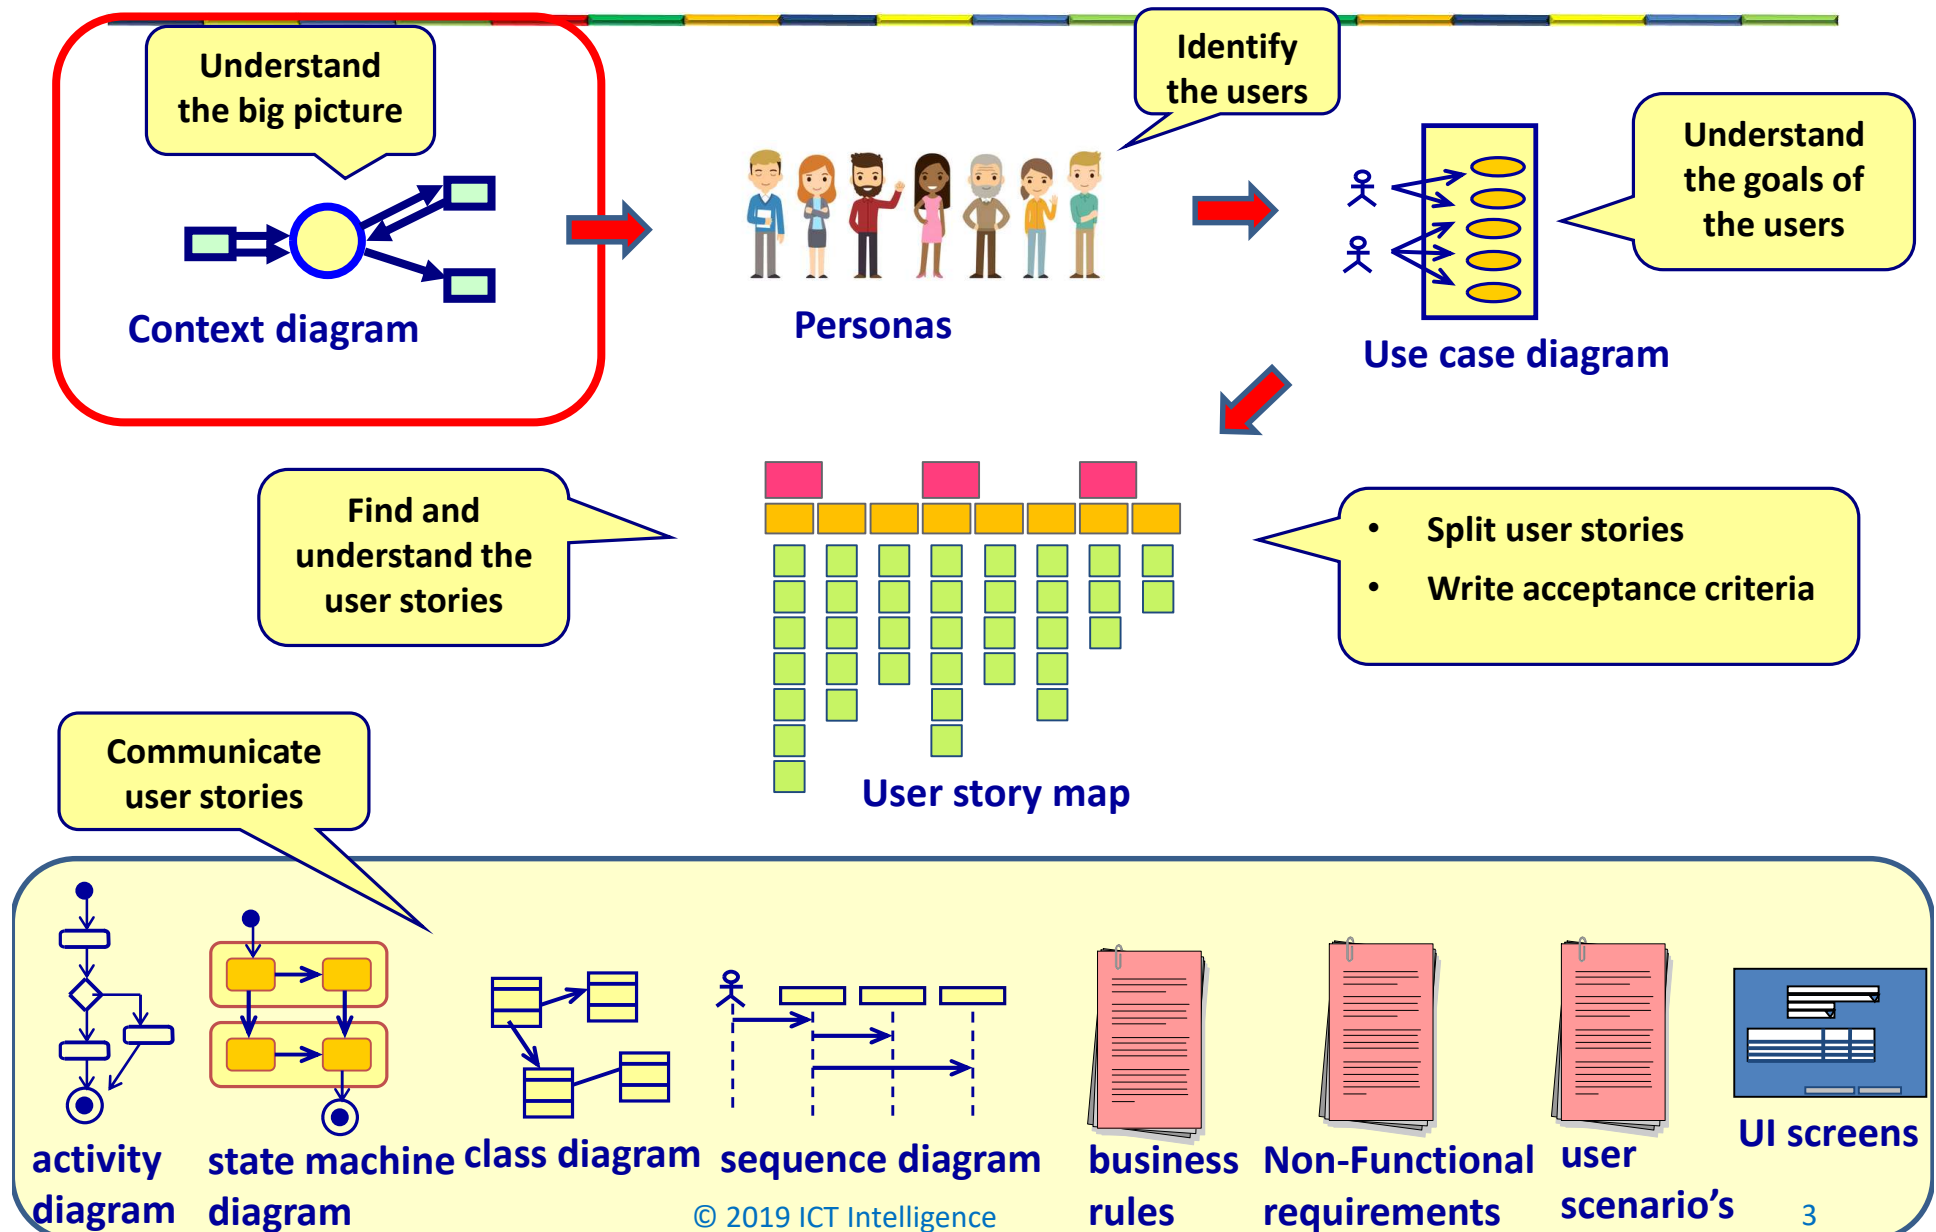 Understand
the big picture
Identify
the users
Understand
the goals of
the users
Context diagram
Personas
Use case diagram
Find and
understand the
user stories
• Split user stories
• Write acceptance criteria
User story map
Communicate
user stories
activity
diagram
state machine
diagram
class diagram
sequence diagram
business
rules
Non-Functional
requirements
user
scenario's
UI screens
© 2019 ICT Intelligence
3